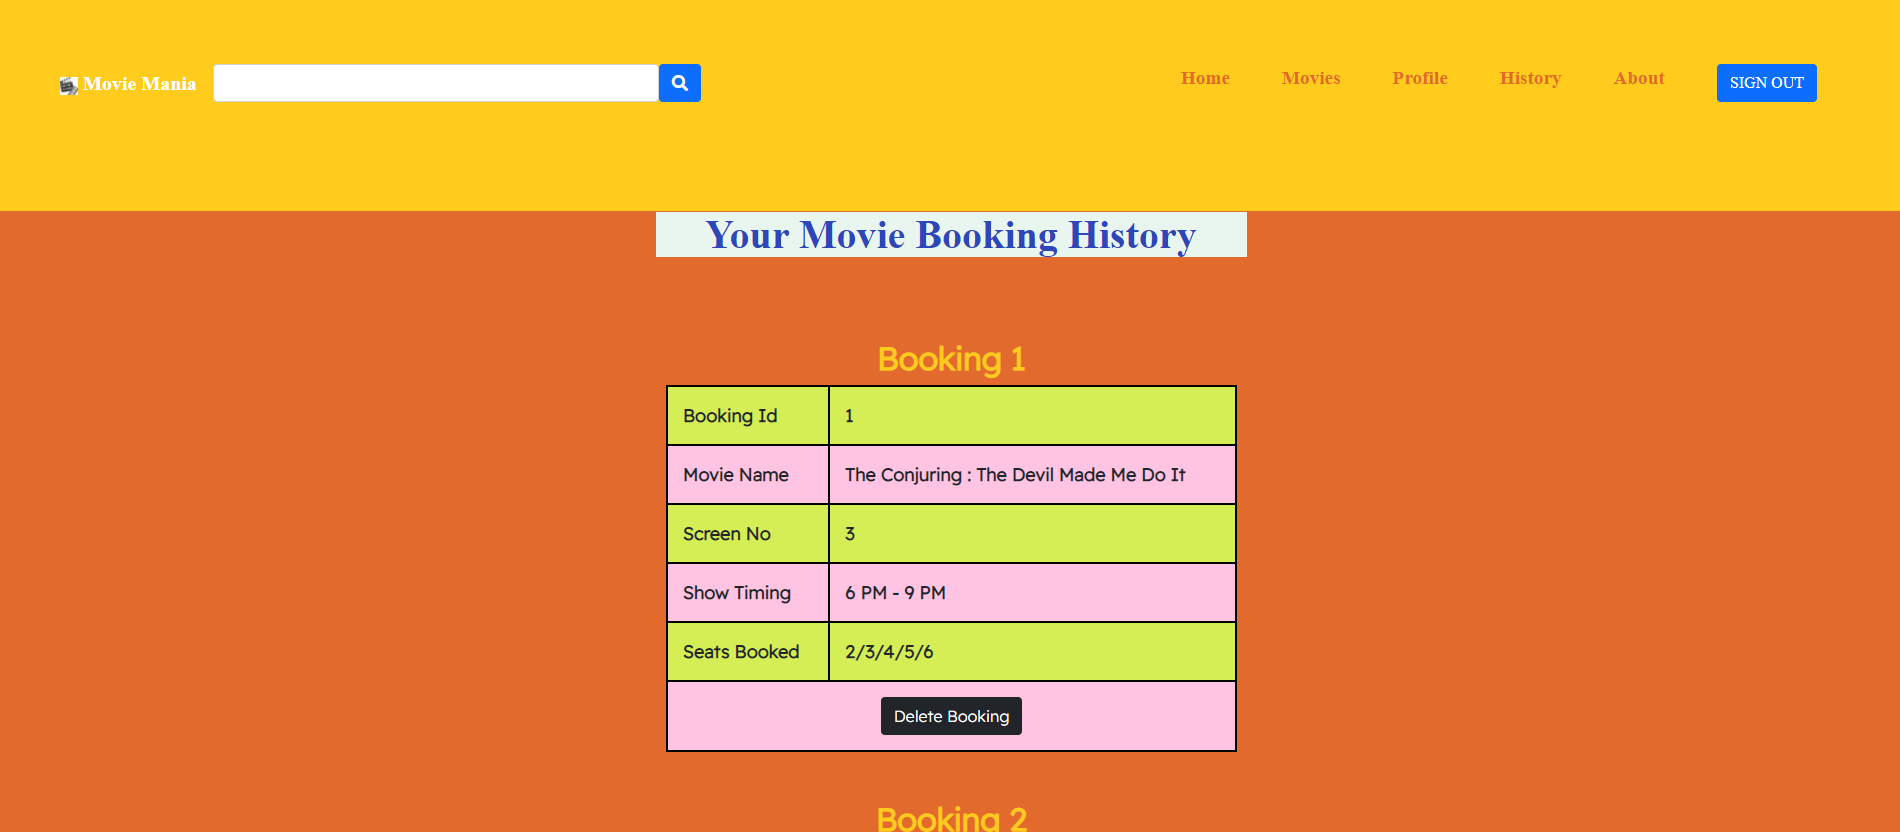 Movie Mania
Home Movies Profile History About SIGN OUT
Your Movie Booking History
Booking 1
Booking Id 1
Movie Name The Conjuring : The Devil Made Me Do It
Screen No 3
Show Timing 6 PM - 9 PM
Seats Booked 2/3/4/5/6
Delete Booking
Booking 2